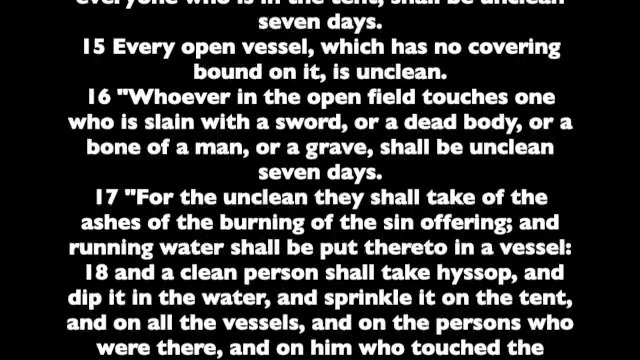 everyone who is in the tent, shall be unclean
seven days.
15 Every open vessel, which has no covering
bound on it, is unclean.
16 "Whoever in the open field touches one
who is slain with a sword, or a dead body, or a
bone of a man, or a grave, shall be unclean
seven days.
17 "For the unclean they shall take of the
ashes of the burning of the sin offering; and
running water shall be put thereto in a vessel:
18 and a clean person shall take hyssop, and
dip it in the water, and sprinkle it on the tent,
and on all the vessels, and on the persons who
were there, and on him who touched the